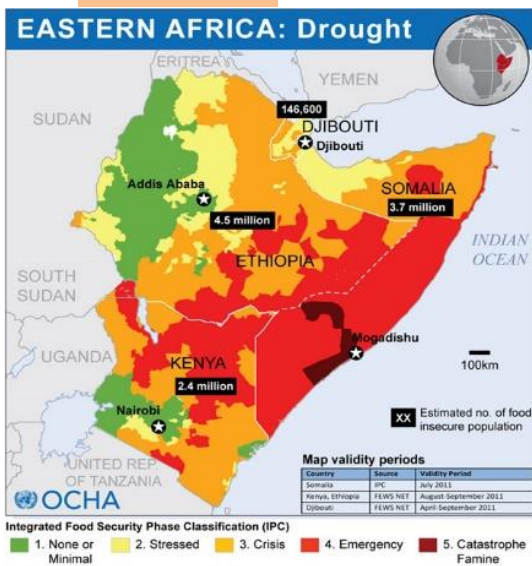 EASTERN AFRICA: Drought
ERITREA
YEMEN
SUDAN
146,600
DJIBOUTI
Djibouti
Addis Ababa
SOMALIA
3.7 million
4.5 million
INDIAN
OCEAN
ETHIOPIA
SOUTH
SUDAN
Mogadishu
UGANDA
KENYA
100km
2.4 million
Nairobi
XX Estimated no. of food
insecure population
UNITED REP.
OF TANZANIA
Map validity periods
Country Source Validity Period
Somalia IPC July 2011
Kenya, Ethiopia FEWS NET August-September 2011
Djibouti FEWS NET April-September 2011
OCHA
Integrated Food Security Phase Classification (IPC)
1. None or
Minimal
2. Stressed
3. Crisis
4. Emergency
5. Catastrophe
Famine